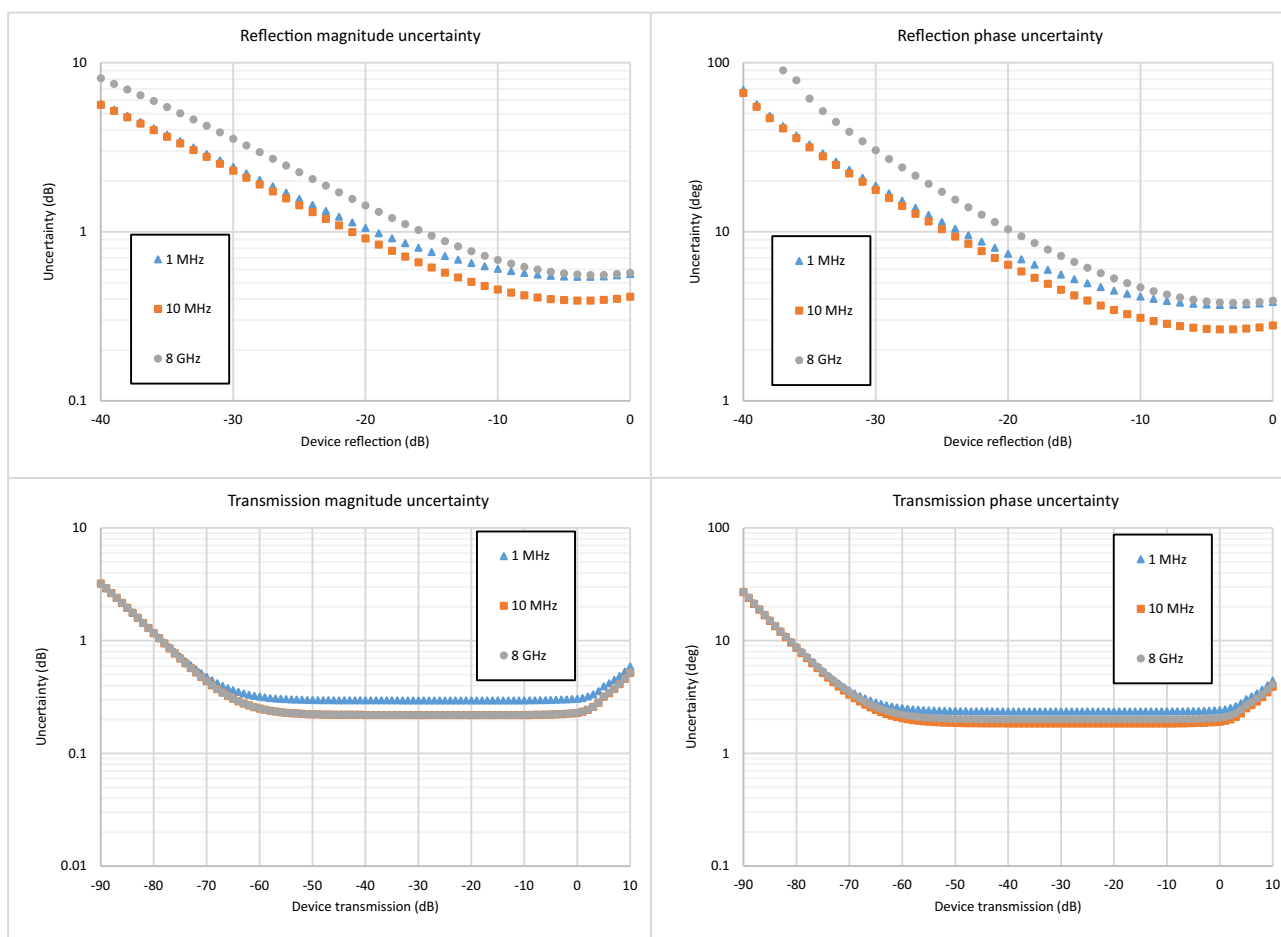 Reflection magnitude uncertainty
10
1
0.1
Uncertainty (dB)
1 MHz
10 MHz
8 GHz
-40
-30
-20
-10
0
Device reflection (dB)
Reflection phase uncertainty
100
10
1
Uncertainty (deg)
1 MHz
10 MHz
8 GHz
-40
-30
-20
-10
0
Device reflection (dB)
Transmission magnitude uncertainty
10
1
0.1
0.01
Uncertainty (dB)
1 MHz
10 MHz
8 GHz
-90
-80
-70
-60
-50
-40
-30
-20
-10
0
10
Device transmission (dB)
Transmission phase uncertainty
100
10
1
0.1
Uncertainty (deg)
1 MHz
10 MHz
8 GHz
-90
-80
-70
-60
-50
-40
-30
-20
-10
0
10
Device transmission (dB)